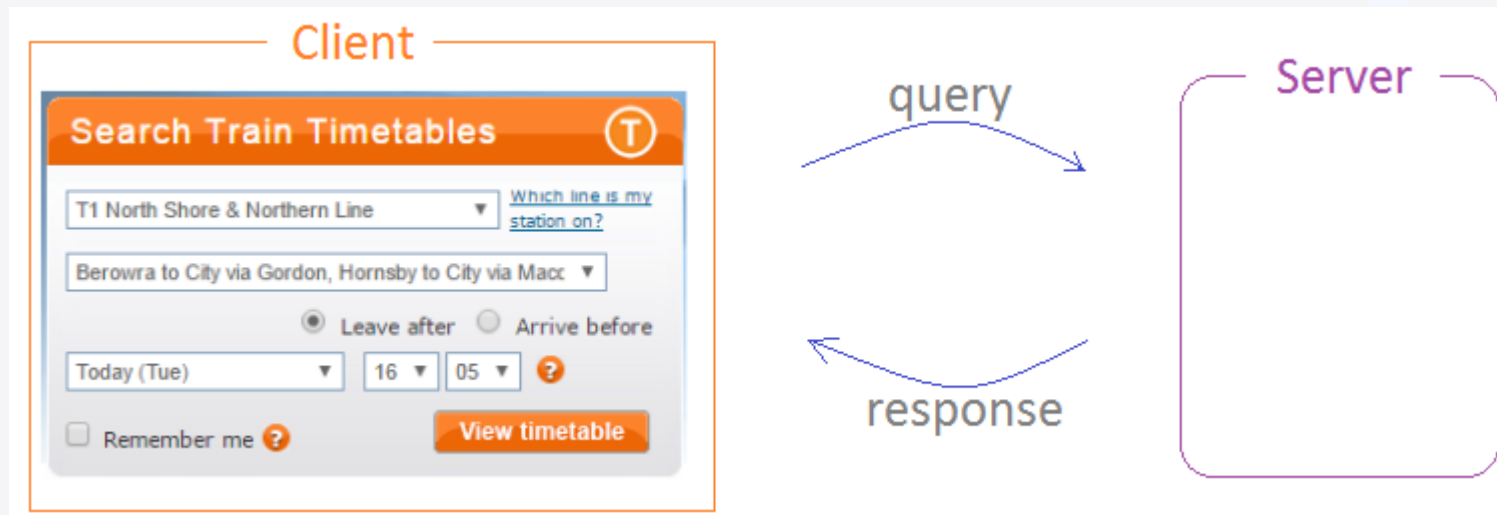 Client
Search Train Timetables
T
T1 North Shore & Northern Line
Which line is my
station on?
Berowra to City via Gordon, Hornsby to City via Macc
Leave after
Arrive before
Today (Tue)
16
05
?
Remember me
?
View timetable
query
response
Server